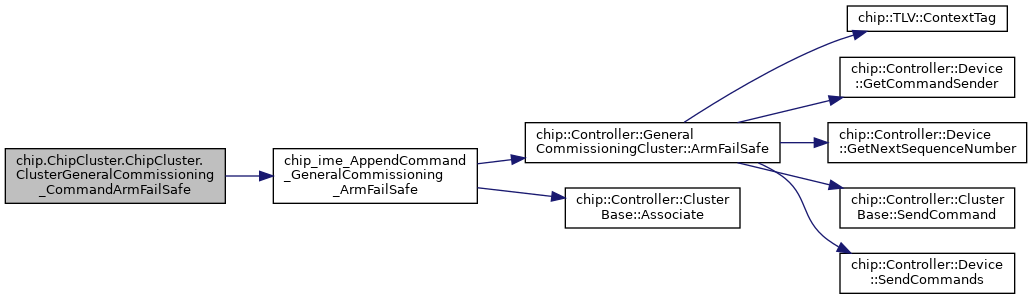 chip.ChipCluster.ChipCluster.
ClusterGeneralCommissioning
_CommandArmFailSafe
chip_ime_AppendCommand
_GeneralCommissioning
_ArmFailSafe
chip::Controller::General
CommissioningCluster::ArmFailSafe
chip::Controller::Cluster
Base::Associate
chip::TLV::ContextTag
chip::Controller::Device
::GetCommandSender
chip::Controller::Device
::GetNextSequenceNumber
chip::Controller::Cluster
Base::SendCommand
chip::Controller::Device
::SendCommands